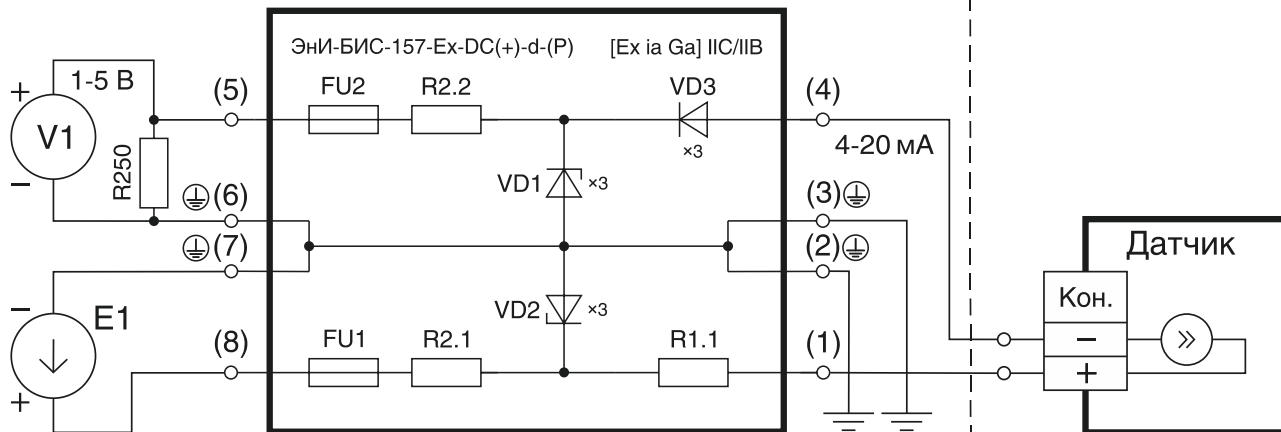 ЭнИ-БИС-157-Ex-DC(+)-d-(P) [Ex ia Ga] IIC/IIB
+ 1-5 В (5) FU2 R2.2 VD3 (4)
V1 ×3 4-20 мА
R250 VD1 ×3
− (6) (3)
(7) (2) Датчик
− E1 VD2 ×3 Кон.
(8) FU1 R2.1 R1.1 (1) −
+ +